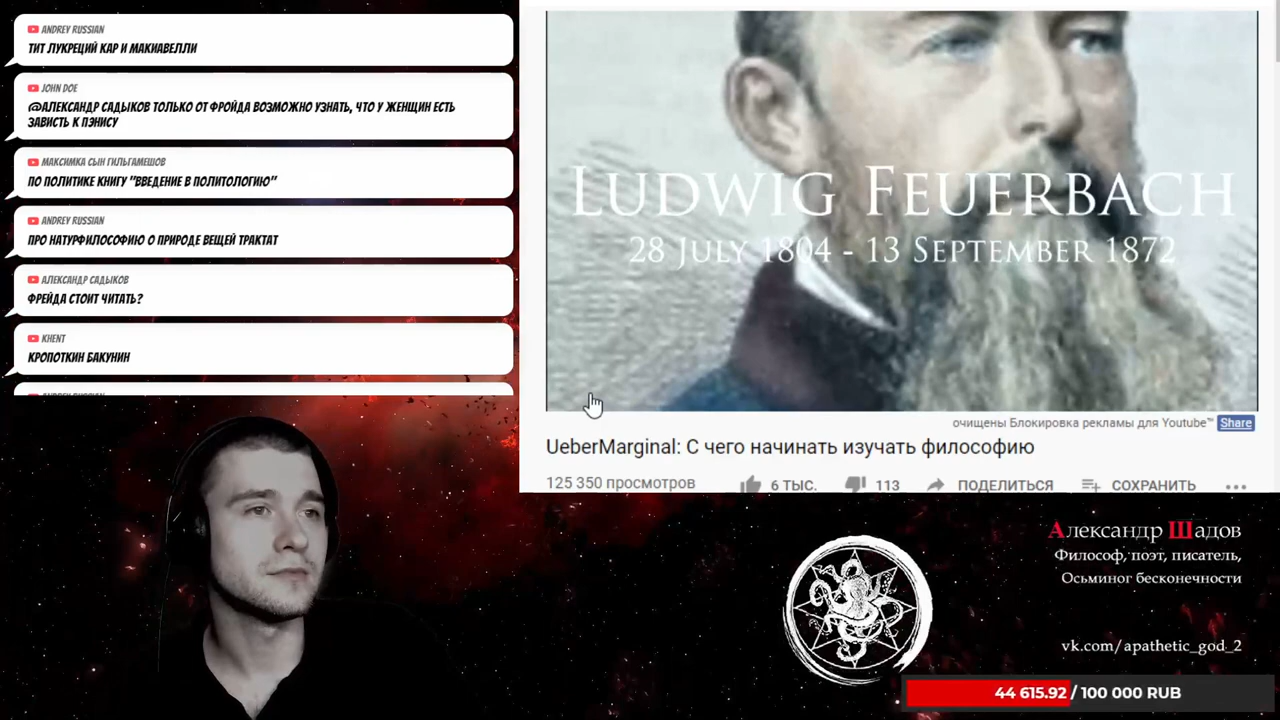 ANDREY RUSSIAN
ТИТ ЛУКРЕЦИЙ КАР И МАКИАВЕЛЛИ
JOHN DOE
@АЛЕКСАНДР САДЫКОВ ТОЛЬКО ОТ ФРОЙДА ВОЗМОЖНО УЗНАТЬ, ЧТО У ЖЕНЩИН ЕСТЬ
ЗАВИСТЬ К ПЭНИСУ
МАКСИМКА СЫН ГИЛЬГАМЕШОВ
ПО ПОЛИТИКЕ КНИГУ "ВВЕДЕНИЕ В ПОЛИТОЛОГИЮ"
ANDREY RUSSIAN
ПРО НАТУРФИЛОСОФИЮ О ПРИРОДЕ ВЕЩЕЙ ТРАКТАТ
АЛЕКСАНДР САДЫКОВ
ФРЕЙДА СТОИТ ЧИТАТЬ?
KHENT
КРОПОТКИН БАКУНИН
LUDWIG FEUERBACH
28 JULY 1804 - 13 SEPTEMBER 1872
очищены Блокировка рекламы для Youtube™ Share
UeberMarginal: С чего начинать изучать философию
125 350 просмотров 6 ТЫС. 113 ПОДЕЛИТЬСЯ СОХРАНИТЬ
Александр Шадов
Философ, поэт, писатель,
Осьминог бесконечности
vk.com/apathetic_god_2
44 615.92 / 100 000 RUB